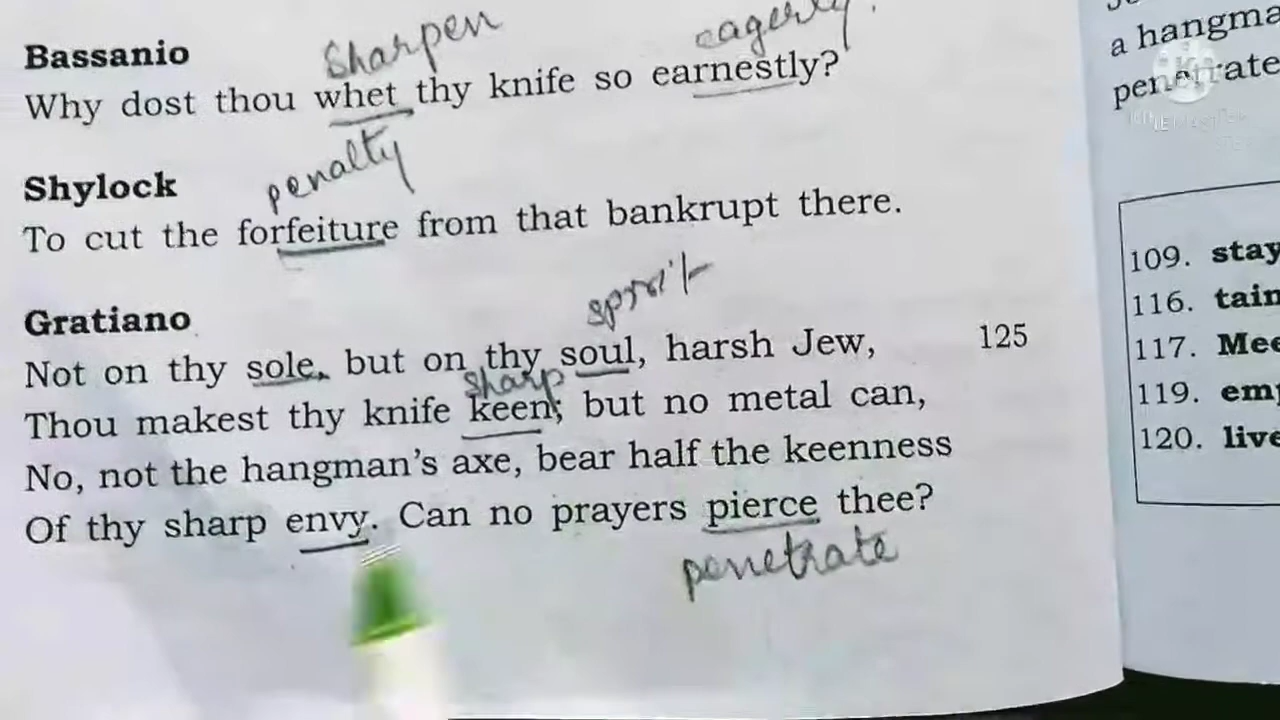 Sharpen eagerly.
Bassanio
Why dost thou whet thy knife so earnestly?
penalty
Shylock
To cut the forfeiture from that bankrupt there.
Gratiano
Not on thy sole, but on thy soul, harsh Jew, 125
sharp
Thou makest thy knife keen; but no metal can,
No, not the hangman's axe, bear half the keenness
Of thy sharp envy. Can no prayers pierce thee?
penetrate
a hangma
109. stay
116. tain
117. Mee
119. em
120. live